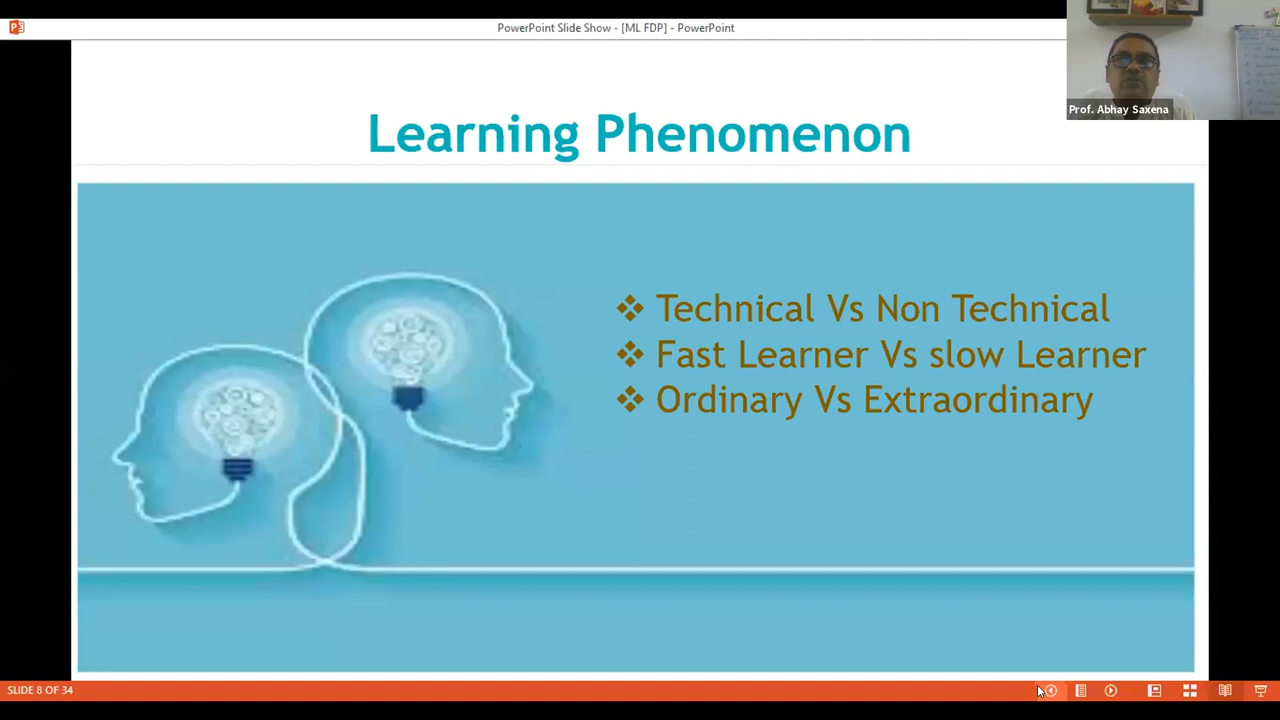 PowerPoint Slide Show - [ML FDP] - PowerPoint
Prof. Abhay Saxena
Learning Phenomenon
❖ Technical Vs Non Technical
❖ Fast Learner Vs slow Learner
❖ Ordinary Vs Extraordinary
SLIDE 8 OF 34